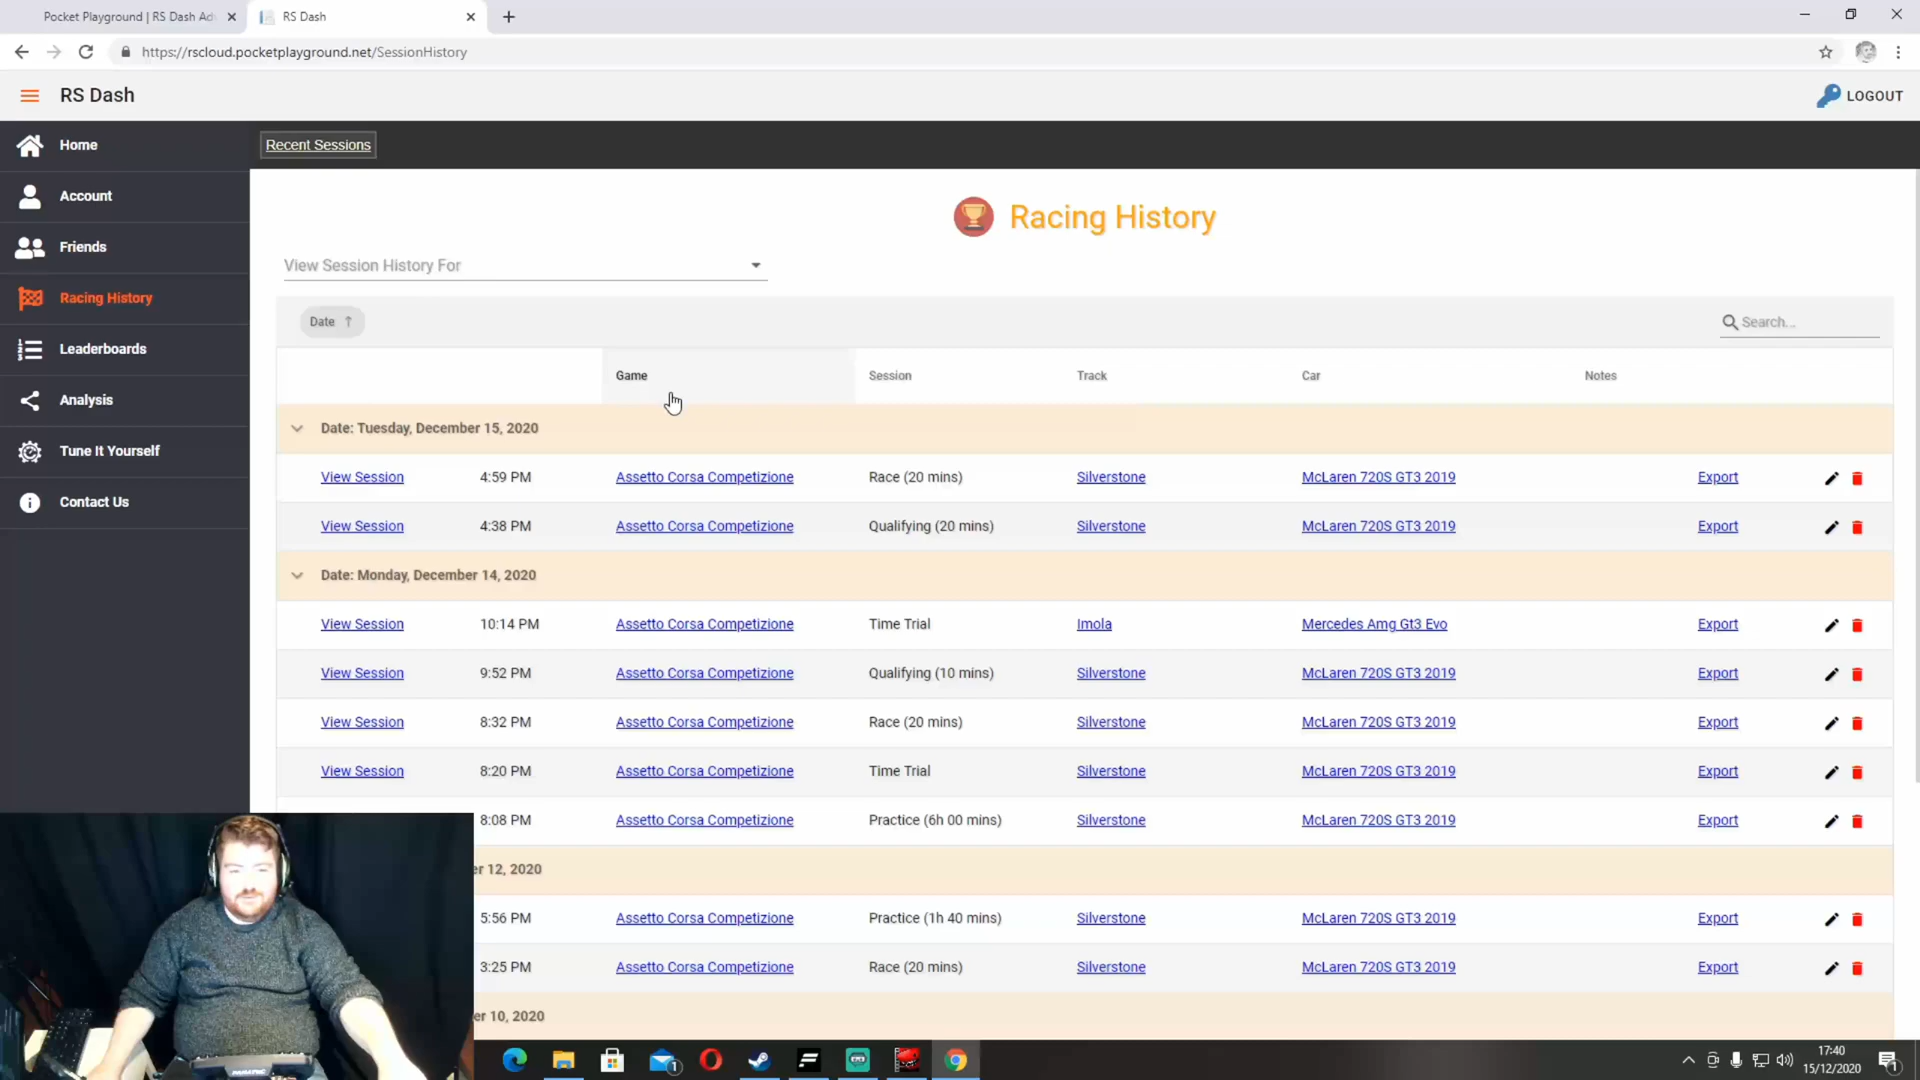 Pocket Playground | RS Dash Ad
RS Dash
https://rscloud.pocketplayground.net/SessionHistory
RS Dash
LOGOUT
Home
Account
Friends
Racing History
Leaderboards
Analysis
Tune It Yourself
Contact Us
Recent Sessions
Racing History
View Session History For
Date
Search...
Game Session Track Car Notes
Date: Tuesday, December 15, 2020
View Session 4:59 PM Assetto Corsa Competizione Race (20 mins) Silverstone McLaren 720S GT3 2019 Export
View Session 4:38 PM Assetto Corsa Competizione Qualifying (20 mins) Silverstone McLaren 720S GT3 2019 Export
Date: Monday, December 14, 2020
View Session 10:14 PM Assetto Corsa Competizione Time Trial Imola Mercedes Amg Gt3 Evo Export
View Session 9:52 PM Assetto Corsa Competizione Qualifying (10 mins) Silverstone McLaren 720S GT3 2019 Export
View Session 8:32 PM Assetto Corsa Competizione Race (20 mins) Silverstone McLaren 720S GT3 2019 Export
View Session 8:20 PM Assetto Corsa Competizione Time Trial Silverstone McLaren 720S GT3 2019 Export
8:08 PM Assetto Corsa Competizione Practice (6h 00 mins) Silverstone McLaren 720S GT3 2019 Export
er 12, 2020
5:56 PM Assetto Corsa Competizione Practice (1h 40 mins) Silverstone McLaren 720S GT3 2019 Export
3:25 PM Assetto Corsa Competizione Race (20 mins) Silverstone McLaren 720S GT3 2019 Export
er 10, 2020
FANATEC
1
17:40
15/12/2020
1